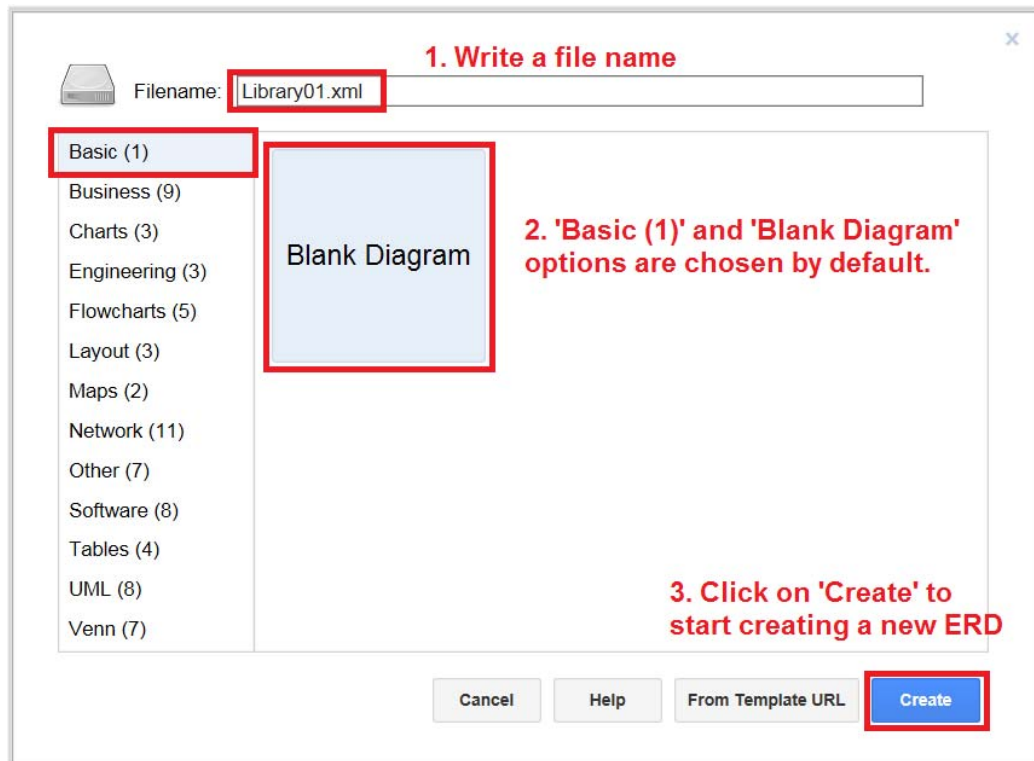 ×
1. Write a file name
Filename: Library01.xml
Basic (1)
Business (9)
Charts (3)
Engineering (3)
Flowcharts (5)
Layout (3)
Maps (2)
Network (11)
Other (7)
Software (8)
Tables (4)
UML (8)
Venn (7)
Blank Diagram
2. 'Basic (1)' and 'Blank Diagram'
options are chosen by default.
3. Click on 'Create' to
start creating a new ERD
Cancel Help From Template URL Create